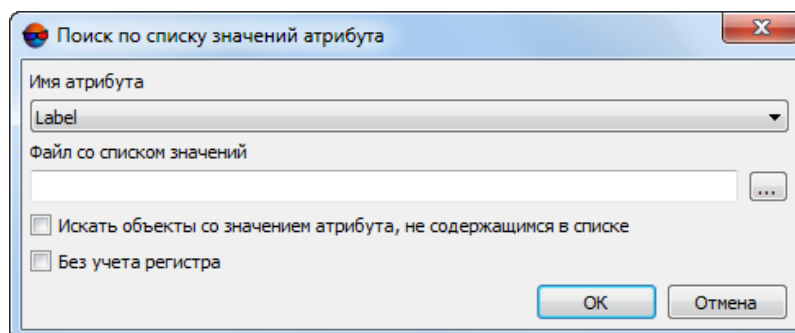 Поиск по списку значений атрибута
Имя атрибута
Label
Файл со списком значений
...
Искать объекты со значением атрибута, не содержащимся в списке
Без учета регистра
ОК Отмена